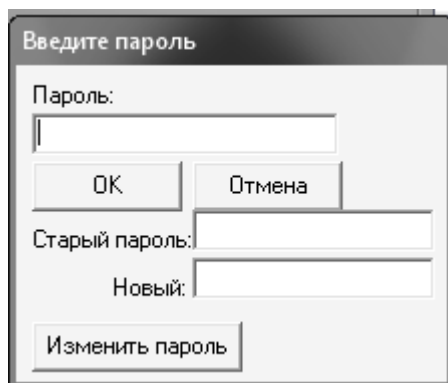 Введите пароль
Пароль:
OK Отмена
Старый пароль:
Новый:
Изменить пароль